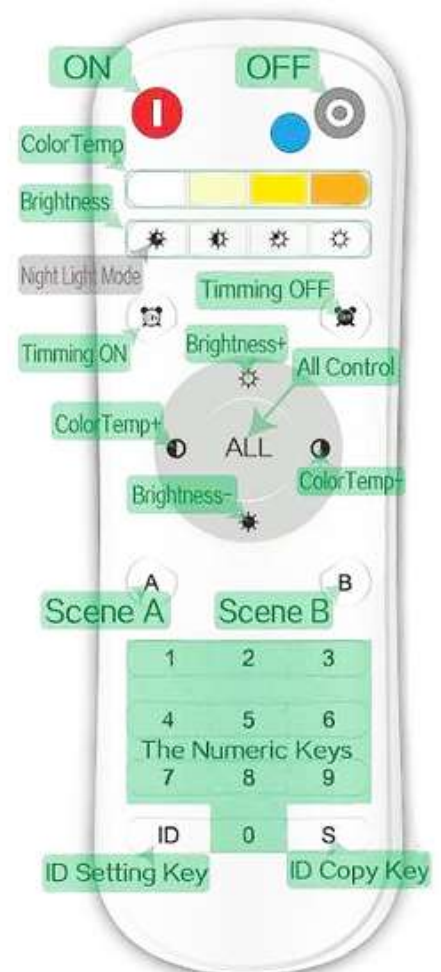 ON
OFF
ColorTemp
Brightness
Night Light Mode
Timming OFF
Timming ON
Brightness+
All Control
ColorTemp+
ALL
ColorTemp-
Brightness-
A
B
Scene A
Scene B
1 2 3
4 5 6
The Numeric Keys
7 8 9
ID 0 S
ID Setting Key
ID Copy Key